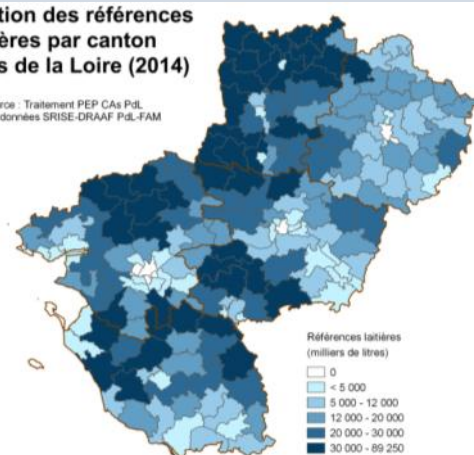 tion des références
ères par canton
s de la Loire (2014)
rce : Traitement PEP CAs PdL
données SRISE-DRAAF PdL-FAM
Références laitières
(milliers de litres)
0
< 5 000
5 000 - 12 000
12 000 - 20 000
20 000 - 30 000
30 000 - 89 250